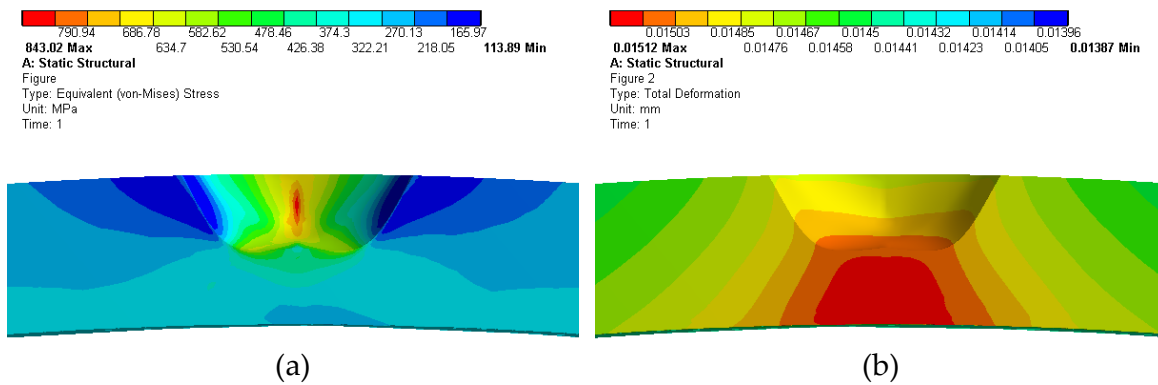 790.94 686.78 582.62 478.46 374.3 270.13 165.97
843.02 Max 634.7 530.54 426.38 322.21 218.05 113.89 Min
A: Static Structural
Figure
Type: Equivalent (von-Mises) Stress
Unit: MPa
Time: 1
(a)
0.01503 0.01485 0.01467 0.0145 0.01432 0.01414 0.01396
0.01512 Max 0.01476 0.01458 0.01441 0.01423 0.01405 0.01387 Min
A: Static Structural
Figure 2
Type: Total Deformation
Unit: mm
Time: 1
(b)